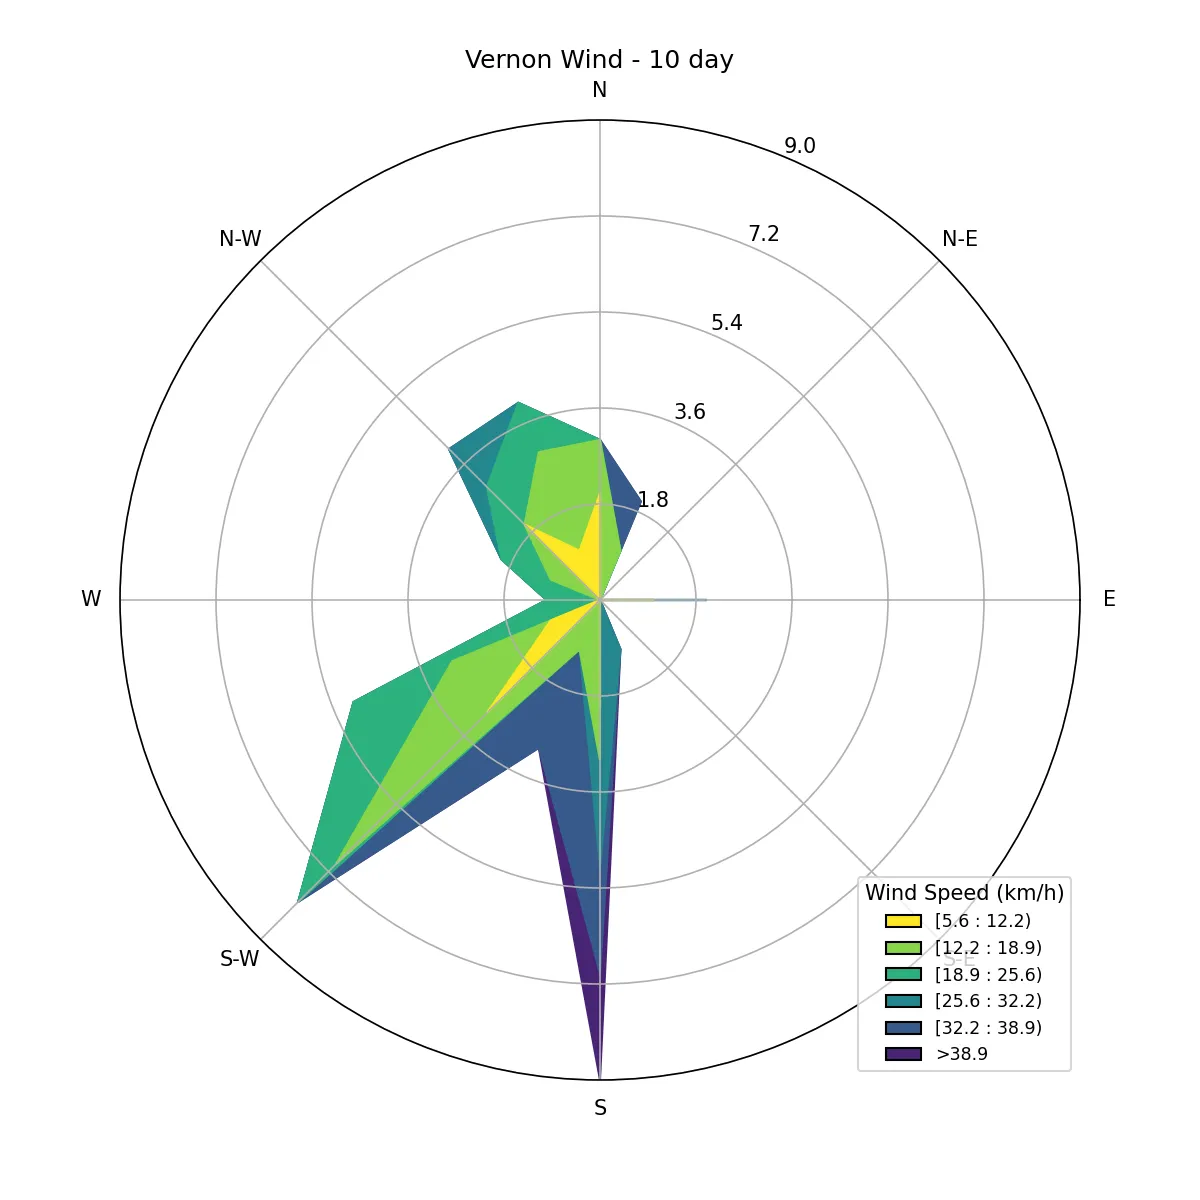 Vernon Wind - 10 day
N
9.0
7.2
N-W
N-E
5.4
3.6
1.8
W
E
S-W
S-E
S
Wind Speed (km/h)
[5.6 : 12.2)
[12.2 : 18.9)
[18.9 : 25.6)
[25.6 : 32.2)
[32.2 : 38.9)
>38.9